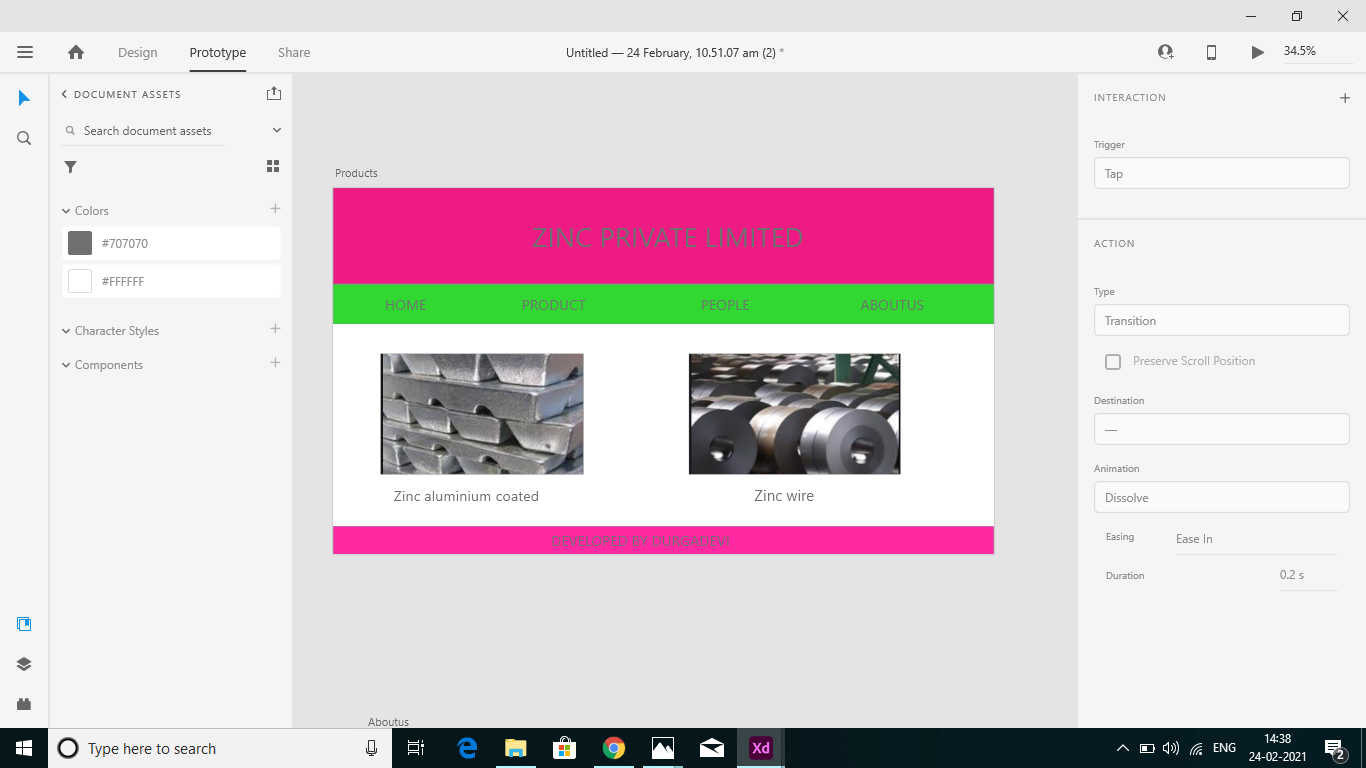 Design
Prototype
Share
Untitled — 24 February, 10.51.07 am (2) *
34.5%
DOCUMENT ASSETS
Search document assets
Colors
#707070
#FFFFFF
Character Styles
Components
Products
ZINC PRIVATE LIMITED
HOME PRODUCT PEOPLE ABOUTUS
Zinc aluminium coated
Zinc wire
DEVELOPED BY DURGADEVI
Aboutus
INTERACTION
Trigger
Tap
ACTION
Type
Transition
Preserve Scroll Position
Destination
—
Animation
Dissolve
Easing Ease In
Duration 0.2 s
Type here to search
Xd
ENG
14:38
24-02-2021
2